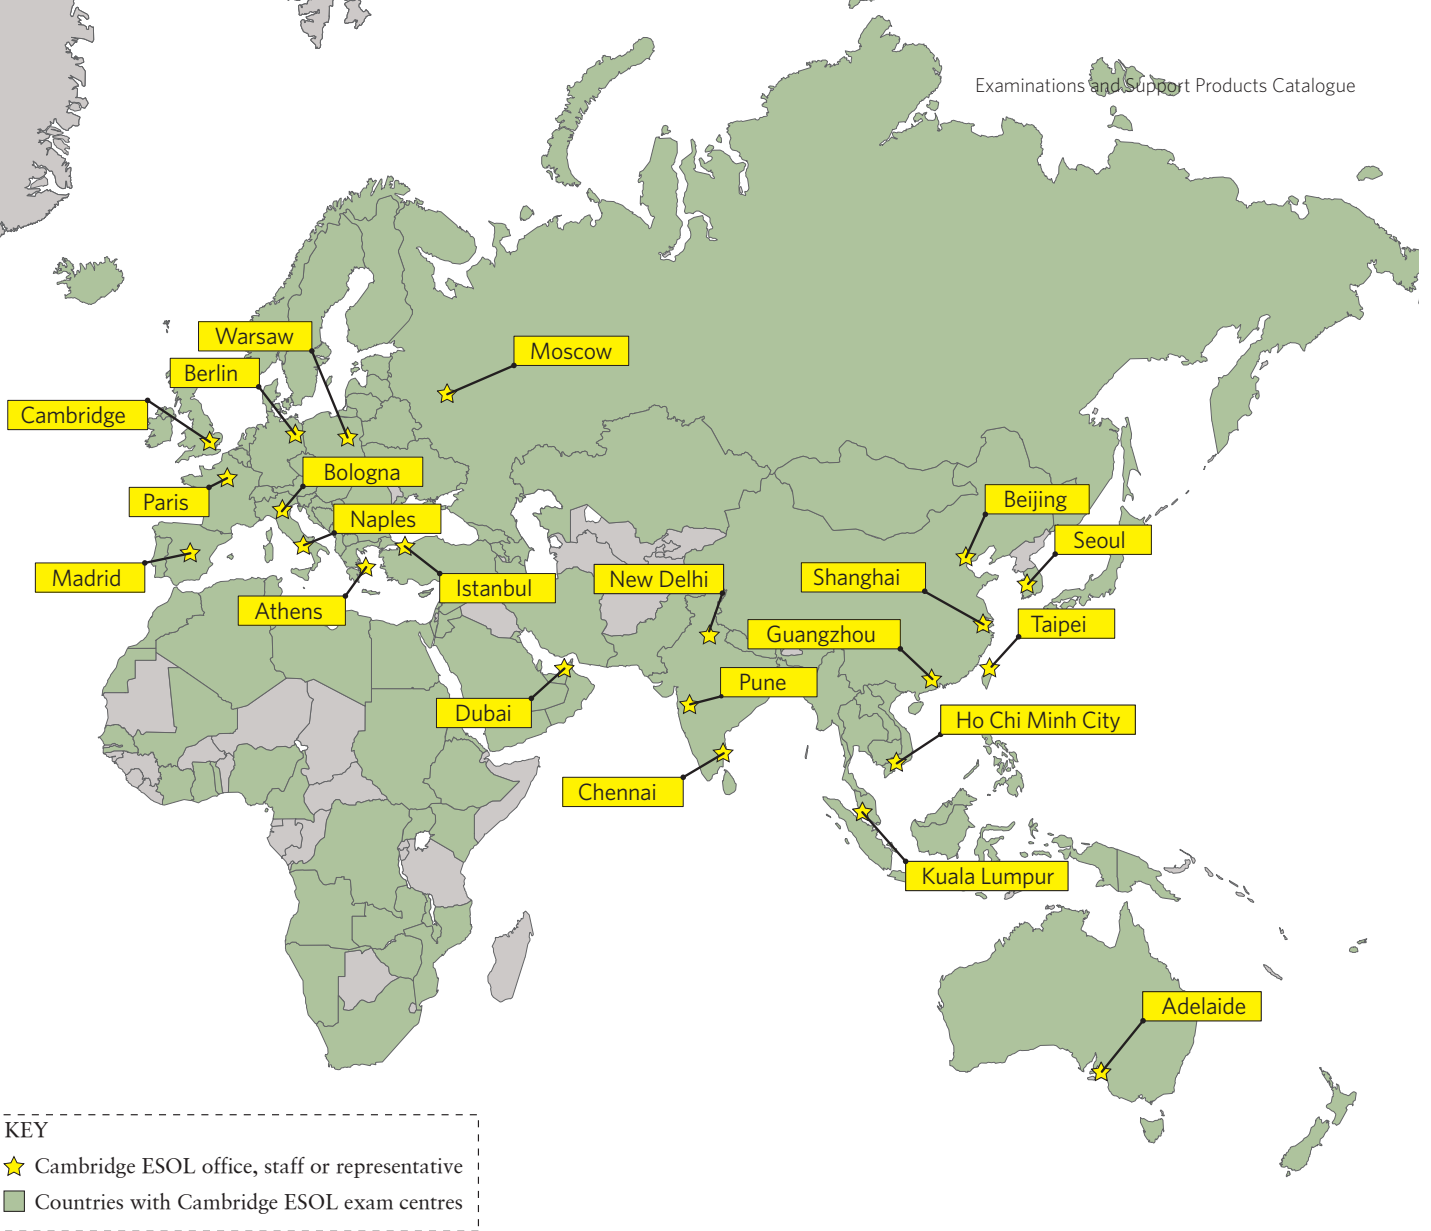 Examinations and Support Products Catalogue
Warsaw
Moscow
Berlin
Cambridge
Bologna
Paris
Beijing
Naples
Seoul
Madrid
New Delhi
Shanghai
Istanbul
Athens
Taipei
Guangzhou
Pune
Dubai
Ho Chi Minh City
Chennai
Kuala Lumpur
Adelaide
KEY
Cambridge ESOL office, staff or representative
Countries with Cambridge ESOL exam centres